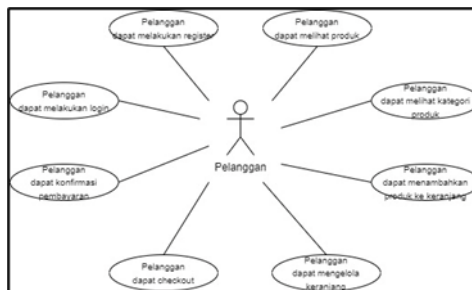 Pelanggan
dapat melakukan register
Pelanggan
dapat melihat produk
Pelanggan
dapat melakukan login
Pelanggan
dapat melihat kategori
produk
Pelanggan
Pelanggan
dapat konfirmasi
pembayaran
Pelanggan
dapat menambahkan
produk ke keranjang
Pelanggan
dapat checkout
Pelanggan
dapat mengelola
keranjang